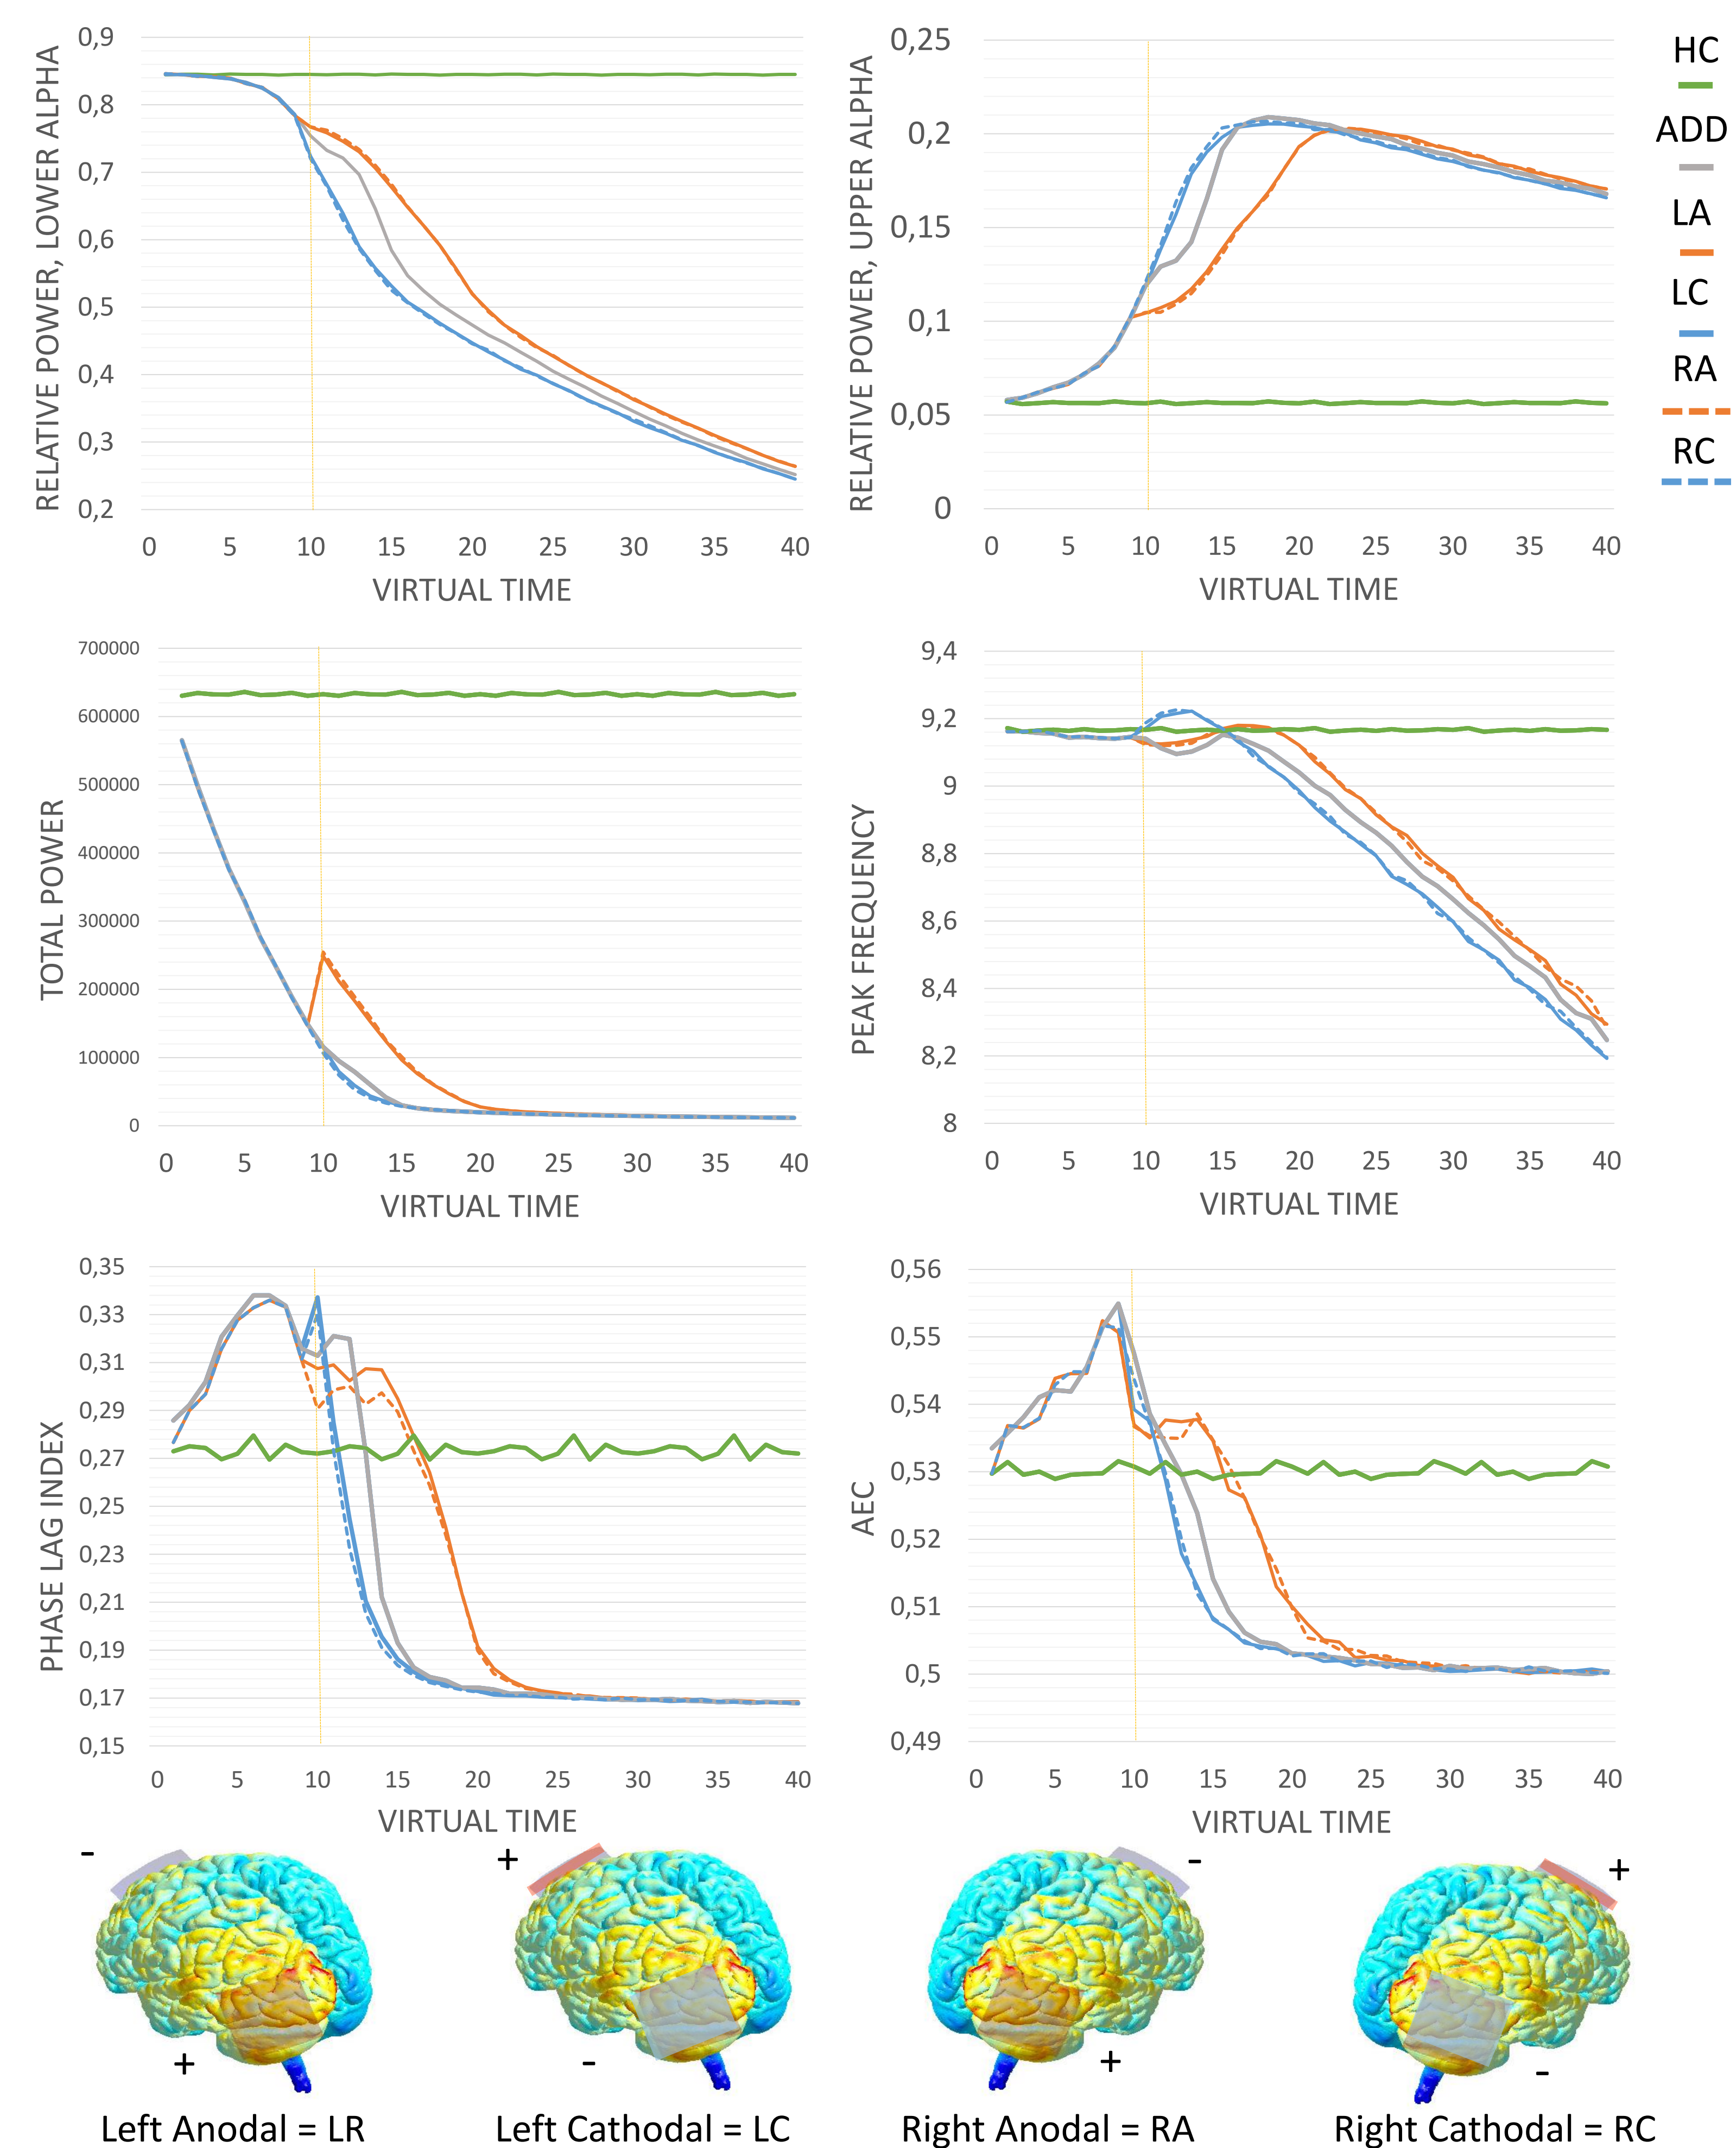 RELATIVE POWER, LOWER ALPHA
0,9
0,8
0,7
0,6
0,5
0,4
0,3
0,2
0 5 10 15 20 25 30 35 40
VIRTUAL TIME
RELATIVE POWER, UPPER ALPHA
0,25
0,2
0,15
0,1
0,05
0
0 5 10 15 20 25 30 35 40
VIRTUAL TIME
HC
ADD
LA
LC
RA
RC
TOTAL POWER
700000
600000
500000
400000
300000
200000
100000
0
0 5 10 15 20 25 30 35 40
VIRTUAL TIME
PEAK FREQUENCY
9,4
9,2
9
8,8
8,6
8,4
8,2
8
0 5 10 15 20 25 30 35 40
VIRTUAL TIME
PHASE LAG INDEX
0,35
0,33
0,31
0,29
0,27
0,25
0,23
0,21
0,19
0,17
0,15
0 5 10 15 20 25 30 35 40
VIRTUAL TIME
AEC
0,56
0,55
0,54
0,53
0,52
0,51
0,5
0,49
0 5 10 15 20 25 30 35 40
VIRTUAL TIME
-
+
Left Anodal = LR
+
-
Left Cathodal = LC
-
+
Right Anodal = RA
+
-
Right Cathodal = RC